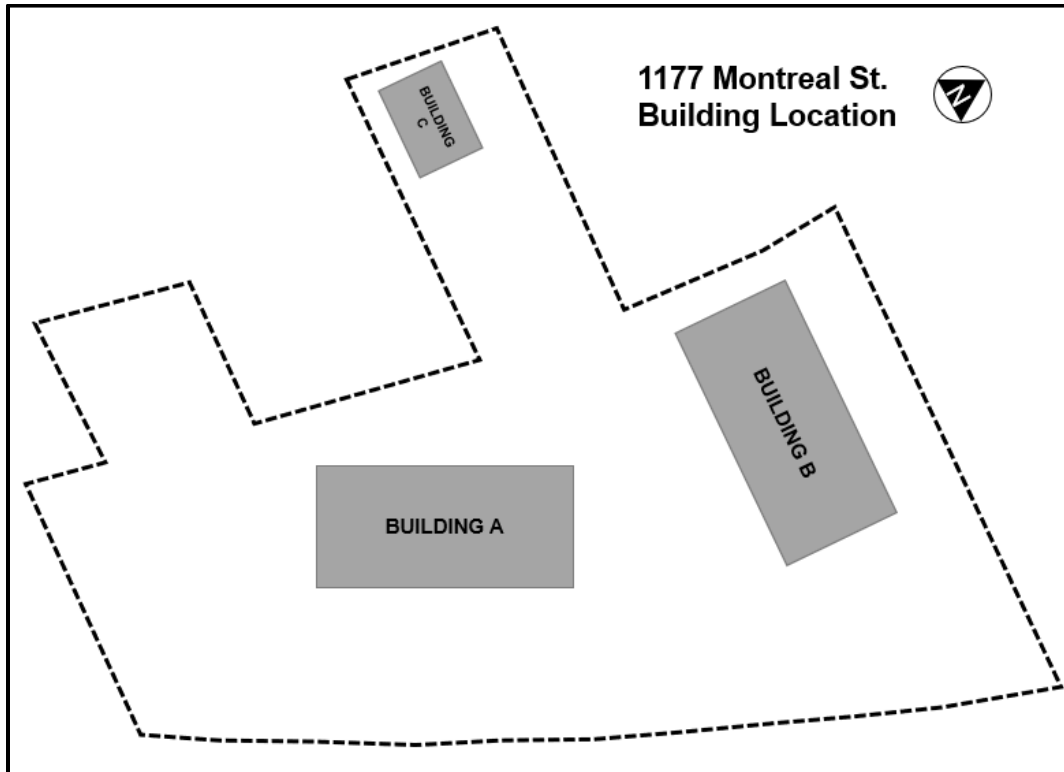 1177 Montreal St.
Building Location
N
BUILDING
C
BUILDING B
BUILDING A